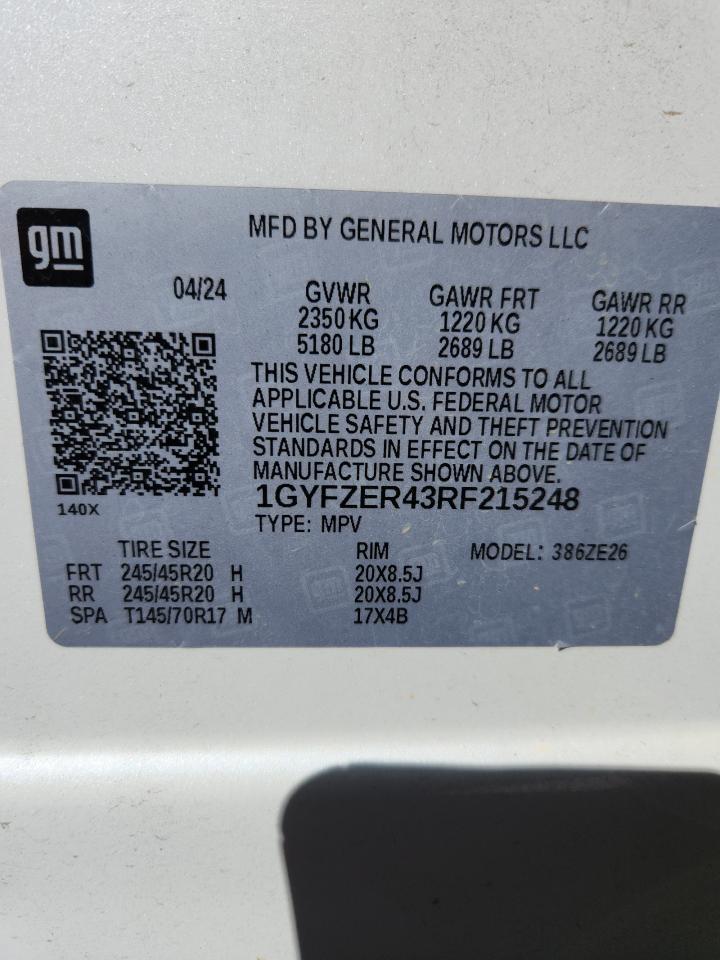 gm
MFD BY GENERAL MOTORS LLC
04/24 GVWR GAWR FRT GAWR RR
2350 KG 1220 KG 1220 KG
5180 LB 2689 LB 2689 LB
THIS VEHICLE CONFORMS TO ALL
APPLICABLE U.S. FEDERAL MOTOR
VEHICLE SAFETY AND THEFT PREVENTION
STANDARDS IN EFFECT ON THE DATE OF
MANUFACTURE SHOWN ABOVE.
1GYFZER43RF215248
140X
TYPE: MPV
TIRE SIZE RIM MODEL: 386ZE26
FRT 245/45R20 H 20X8.5J
RR 245/45R20 H 20X8.5J
SPA T145/70R17 M 17X4B